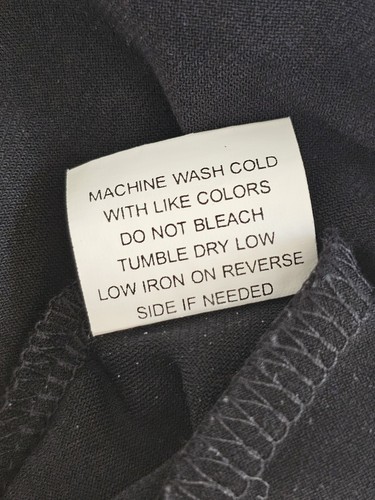 MACHINE WASH COLD
WITH LIKE COLORS
DO NOT BLEACH
TUMBLE DRY LOW
LOW IRON ON REVERSE
SIDE IF NEEDED